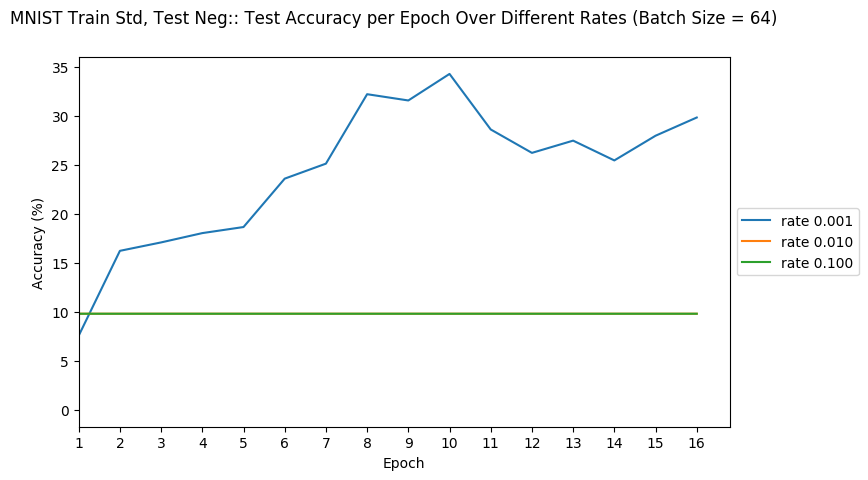 MNIST Train Std, Test Neg:: Test Accuracy per Epoch Over Different Rates (Batch Size = 64)
35
30
25
20
15
10
5
0
Accuracy (%)
1 2 3 4 5 6 7 8 9 10 11 12 13 14 15 16
Epoch
rate 0.001
rate 0.010
rate 0.100